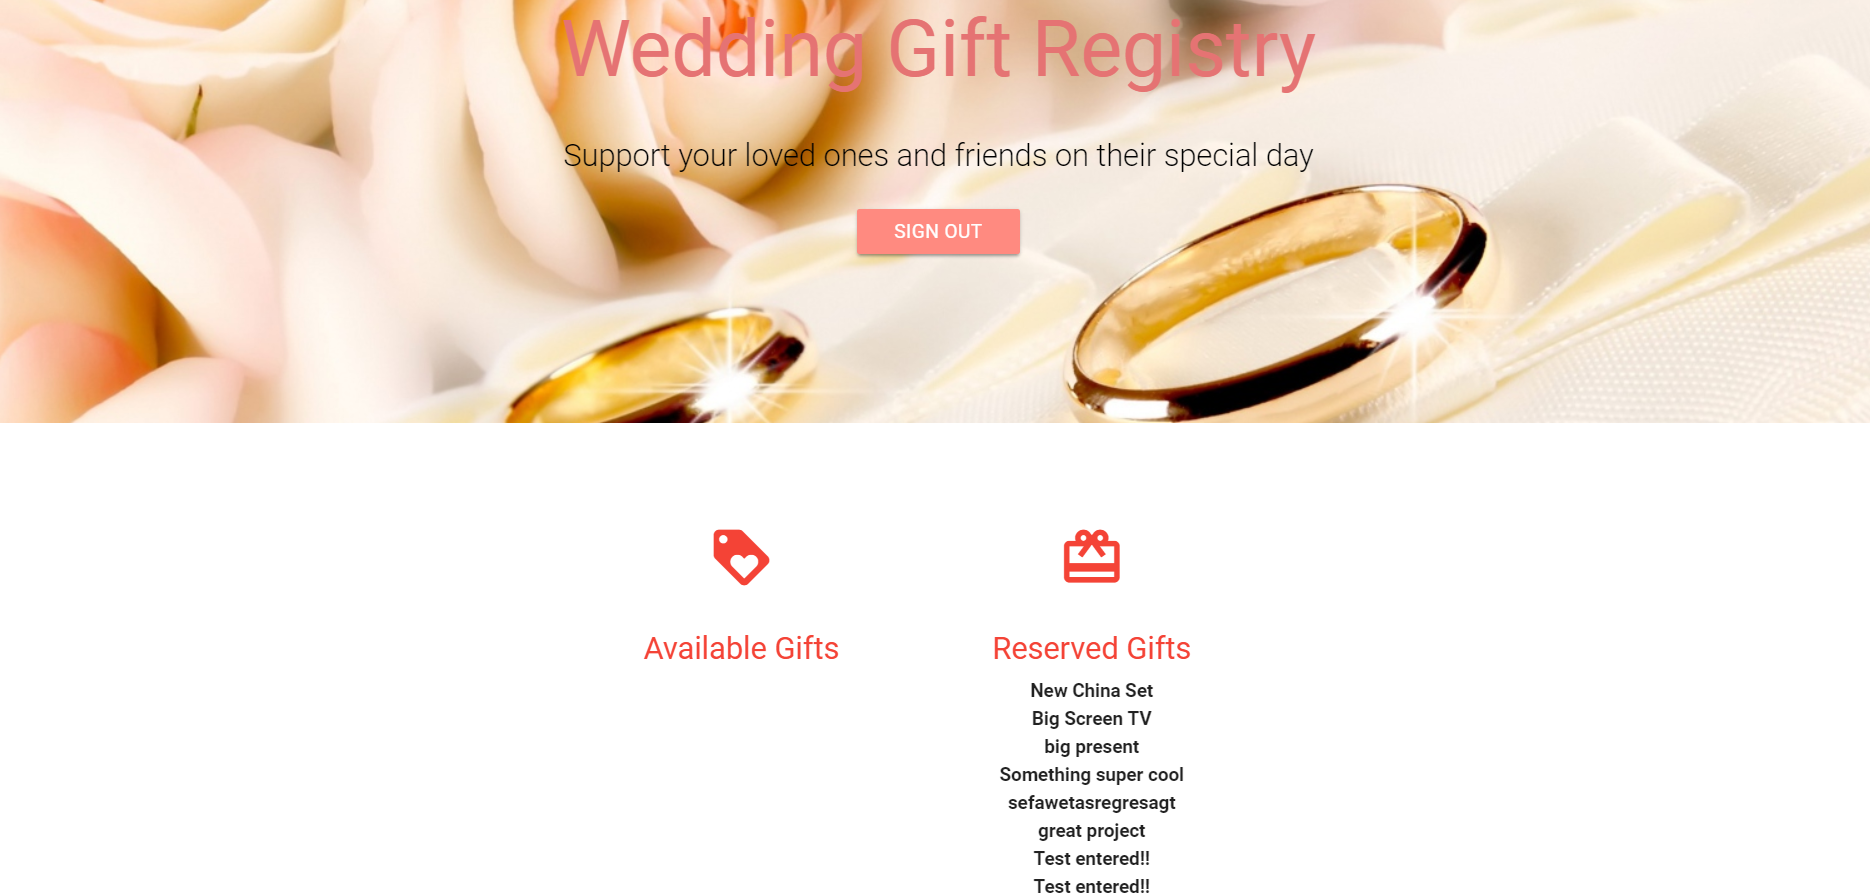 Wedding Gift Registry
Support your loved ones and friends on their special day
SIGN OUT
Available Gifts
Reserved Gifts
New China Set
Big Screen TV
big present
Something super cool
sefawetasregresagt
great project
Test entered!!
Test entered!!